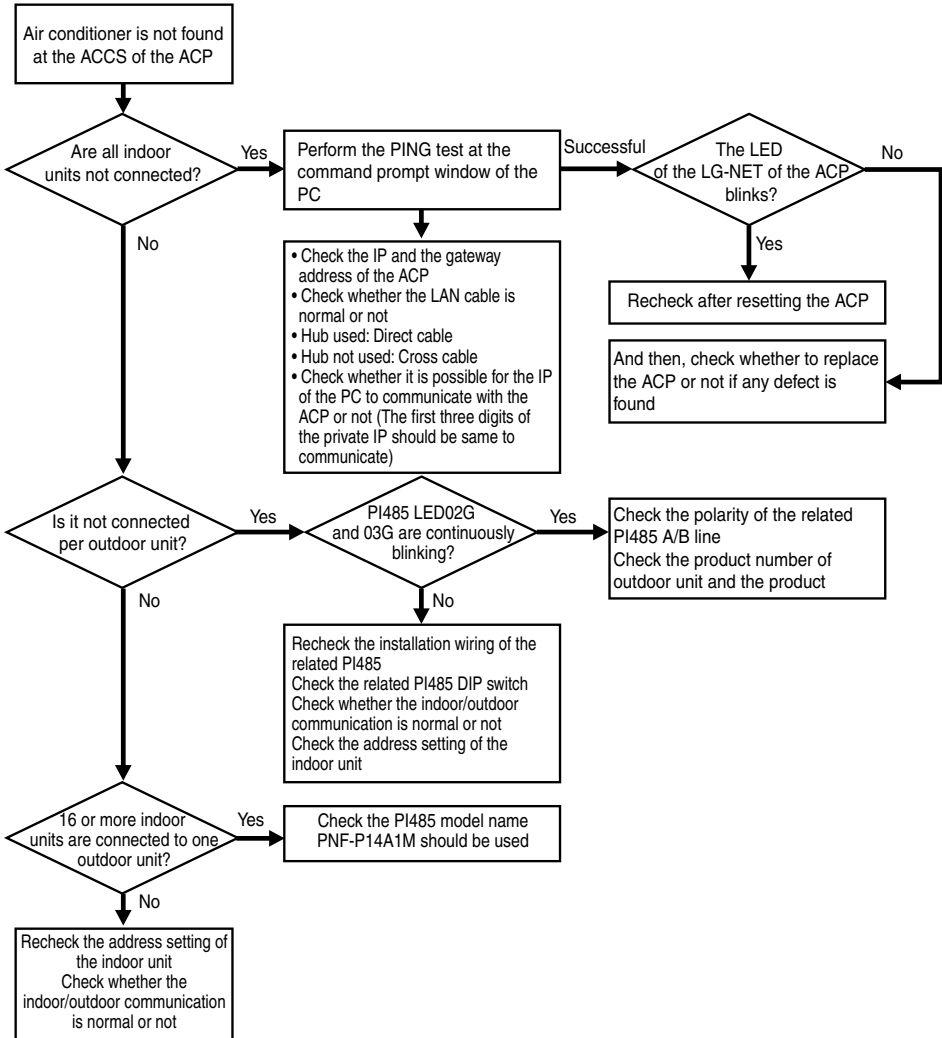 Air conditioner is not found
at the ACCS of the ACP
Are all indoor
units not connected?
Yes
Perform the PING test at the
command prompt window of the
PC
Successful
The LED
of the LG-NET of the ACP
blinks?
No
No
• Check the IP and the gateway
address of the ACP
• Check whether the LAN cable is
normal or not
• Hub used: Direct cable
• Hub not used: Cross cable
• Check whether it is possible for the IP
of the PC to communicate with the
ACP or not (The first three digits of
the private IP should be same to
communicate)
Yes
Recheck after resetting the ACP
And then, check whether to replace
the ACP or not if any defect is
found
Is it not connected
per outdoor unit?
Yes
PI485 LED02G
and 03G are continuously
blinking?
Yes
Check the polarity of the related
PI485 A/B line
Check the product number of
outdoor unit and the product
No
No
Recheck the installation wiring of the
related PI485
Check the related PI485 DIP switch
Check whether the indoor/outdoor
communication is normal or not
Check the address setting of the
indoor unit
16 or more indoor
units are connected to one
outdoor unit?
Yes
Check the PI485 model name
PNF-P14A1M should be used
No
Recheck the address setting of
the indoor unit
Check whether the
indoor/outdoor communication
is normal or not